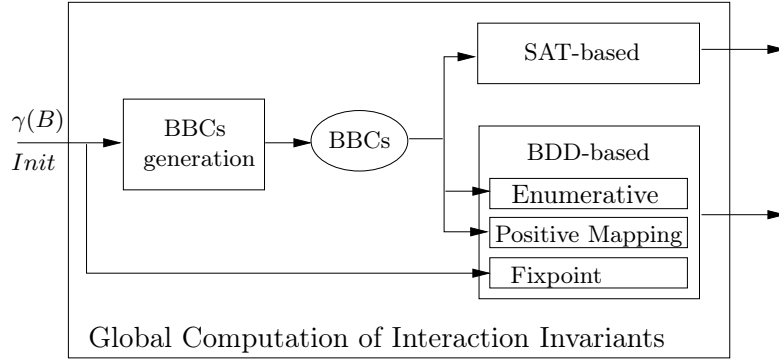 SAT-based
γ(B)
Init
BBCs
generation
BBCs
BDD-based
Enumerative
Positive Mapping
Fixpoint
Global Computation of Interaction Invariants